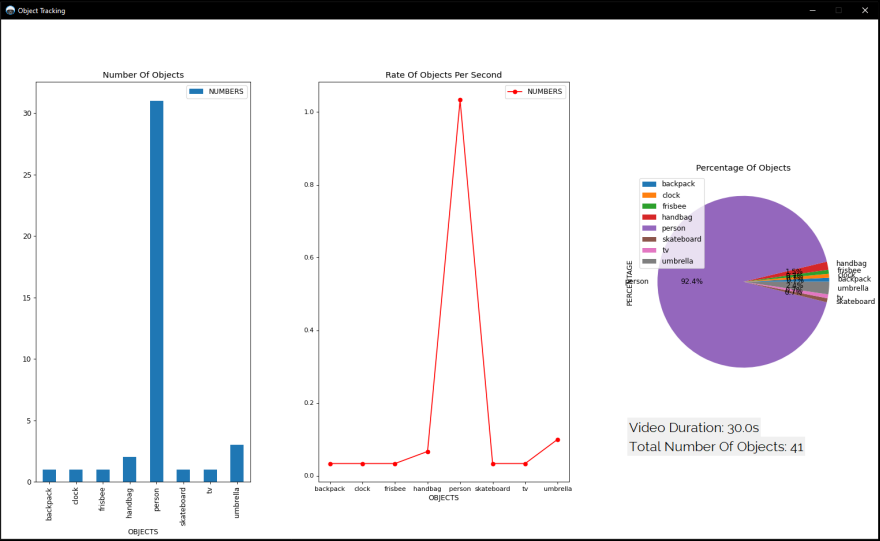 Object Tracking
Number Of Objects
NUMBERS
30
25
20
15
10
5
0
backpack
clock
frisbee
handbag
person
skateboard
tv
umbrella
OBJECTS
Rate Of Objects Per Second
NUMBERS
1.0
0.8
0.6
0.4
0.2
0.0
backpack clock frisbee handbag person skateboard tv umbrella
OBJECTS
Percentage Of Objects
backpack
clock
frisbee
handbag
person
skateboard
tv
umbrella
PERCENTAGE
person
92.4%
1.5%
handbag
frisbee
clock
backpack
umbrella
tv
skateboard
0.7%
Video Duration: 30.0s
Total Number Of Objects: 41